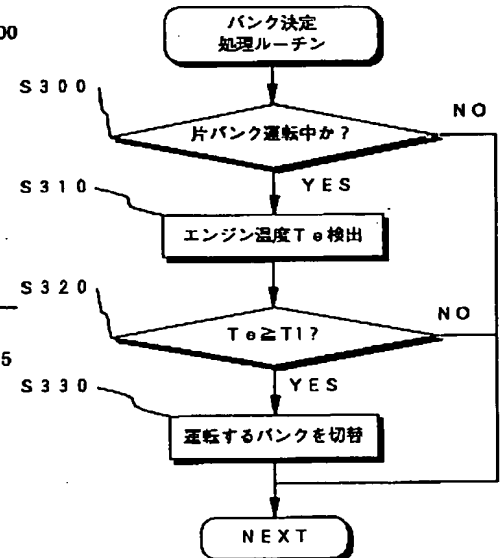 00
バンク決定
処理ルーチン
S300
片バンク運転中か?
NO
YES
S310
エンジン温度Te検出
S320
Te≧T1?
NO
5
YES
S330
運転するバンクを切替
NEXT